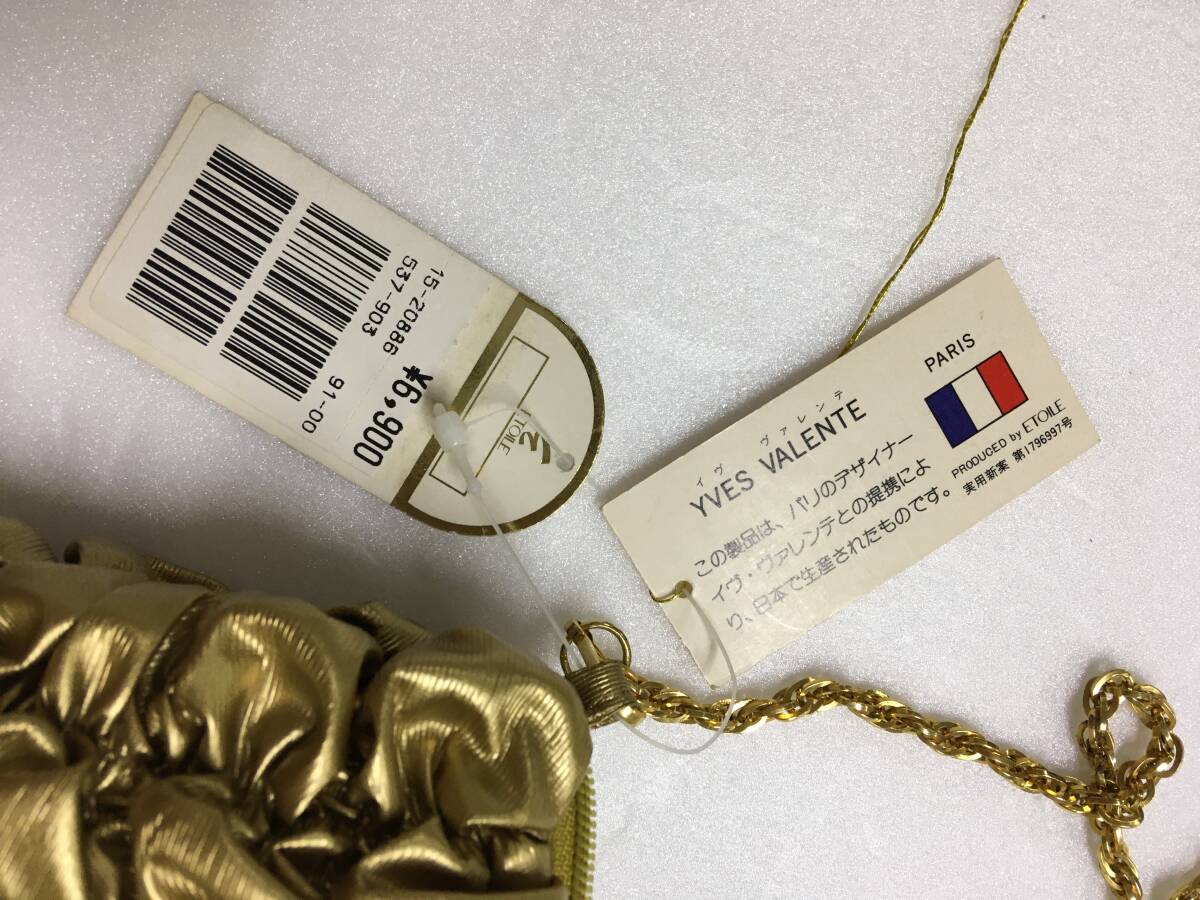 15-20886
537-903
91-00
¥6,900
ETOILE
PARIS
イヴ ヴァレンテ
YVES VALENTE
この製品は、パリのデザイナー
イヴ・ヴァレンテとの提携によ
り、日本で生産されたものです。
PRODUCED by ETOILE
実用新案 第1796997号